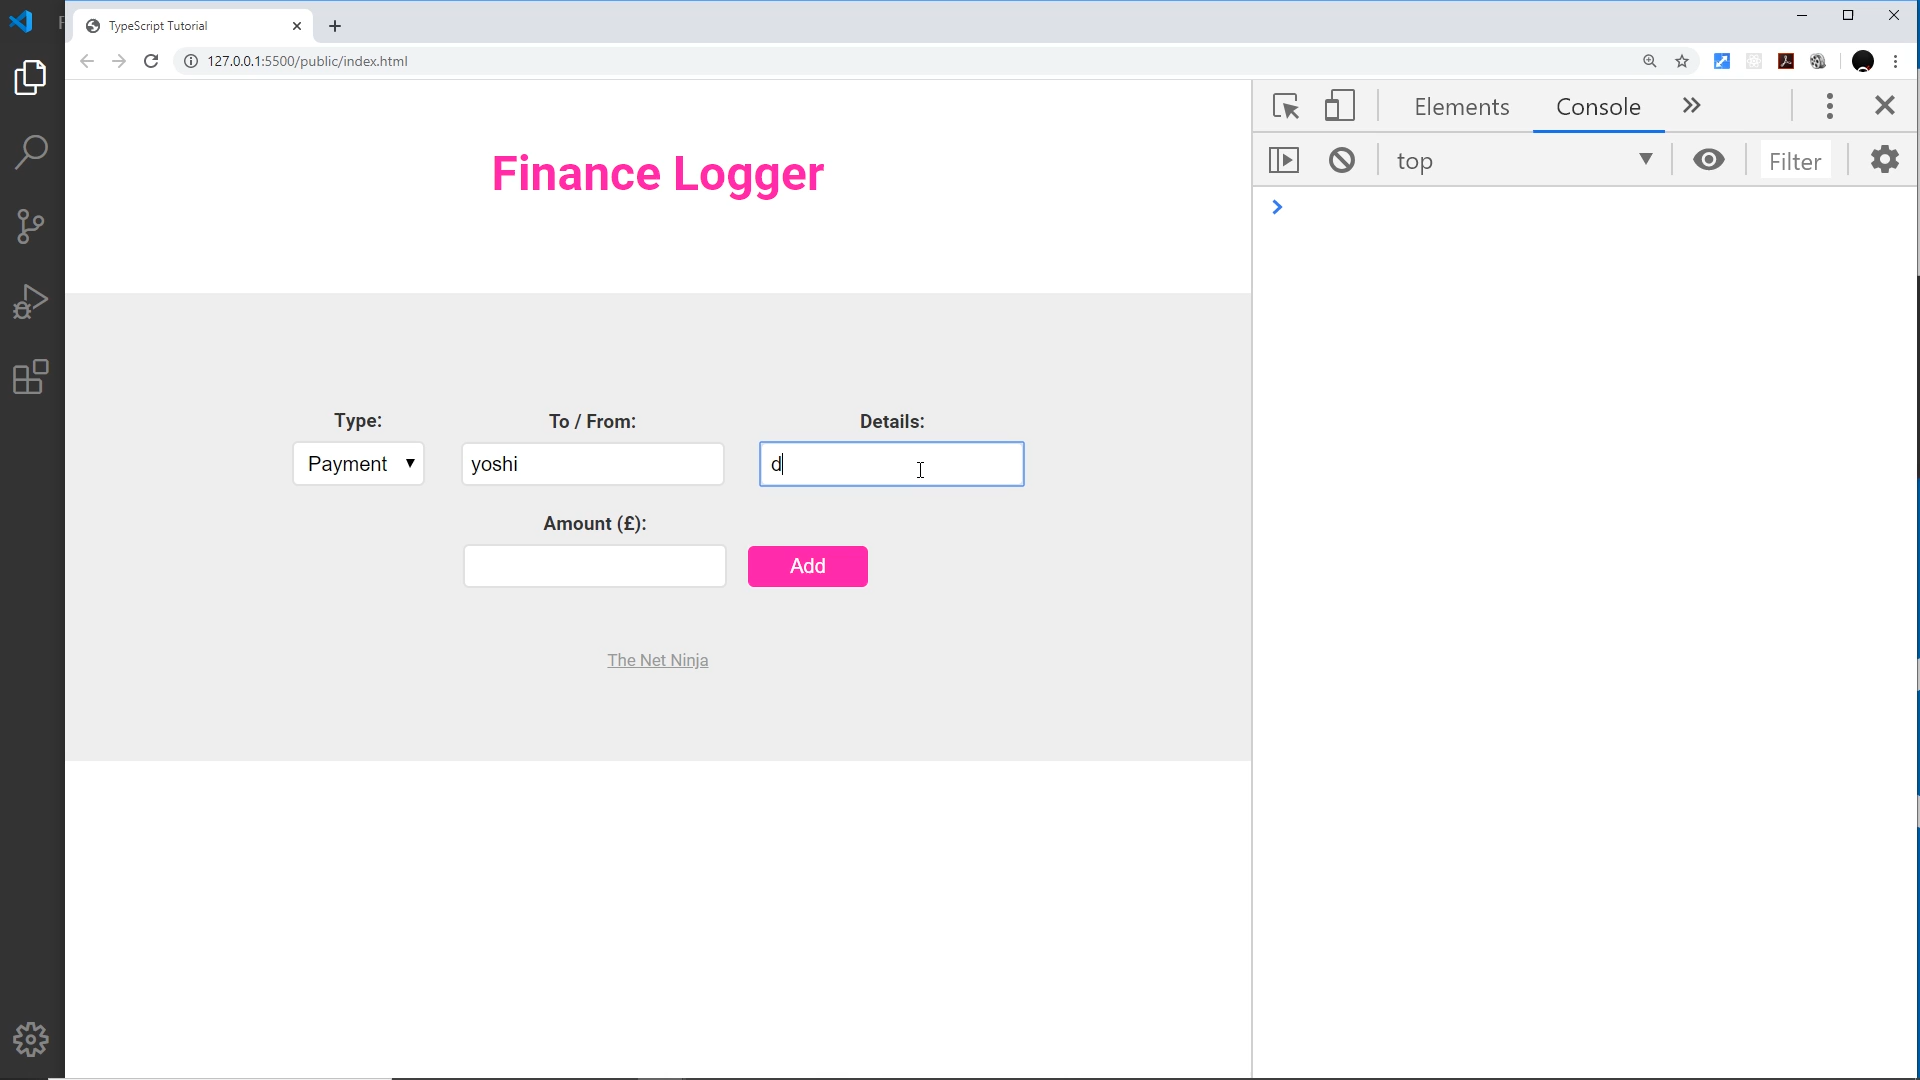 TypeScript Tutorial
127.0.0.1:5500/public/index.html
Elements Console
top Filter
Finance Logger
Type: To / From: Details:
Payment yoshi d
Amount (£):
Add
The Net Ninja